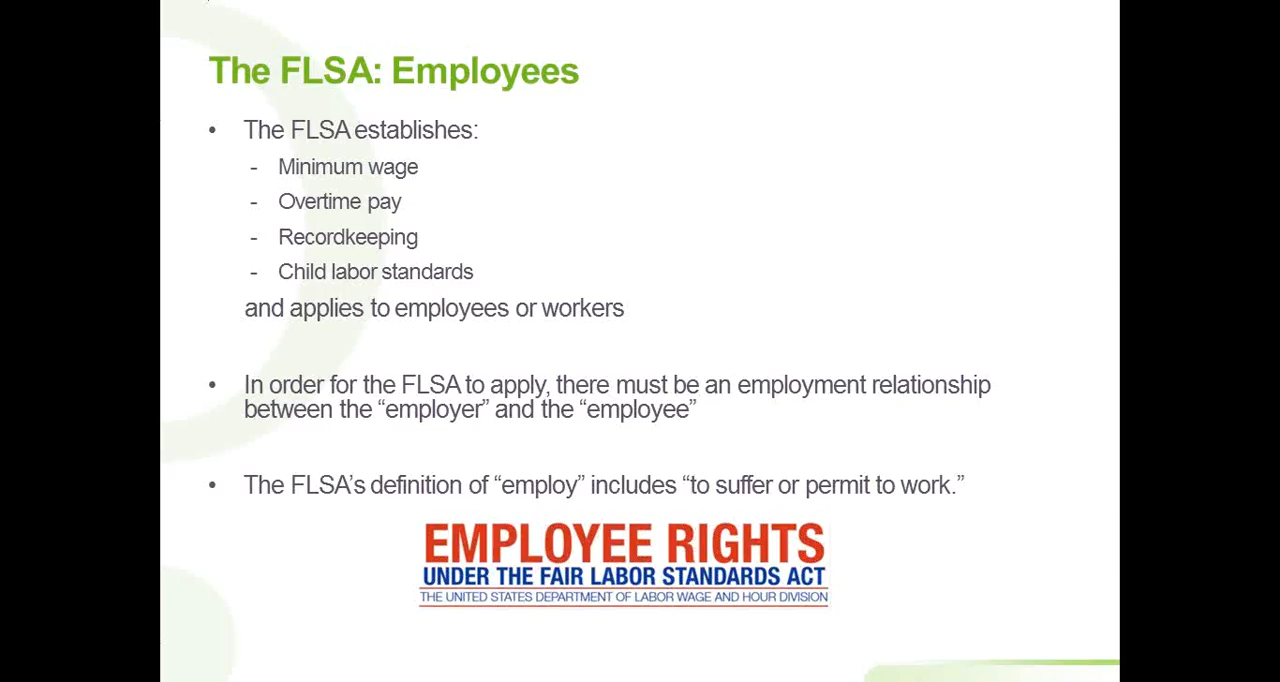 The FLSA: Employees
• The FLSA establishes:
- Minimum wage
- Overtime pay
- Recordkeeping
- Child labor standards
and applies to employees or workers
• In order for the FLSA to apply, there must be an employment relationship
between the “employer” and the “employee”
• The FLSA’s definition of “employ” includes “to suffer or permit to work.”
EMPLOYEE RIGHTS
UNDER THE FAIR LABOR STANDARDS ACT
THE UNITED STATES DEPARTMENT OF LABOR WAGE AND HOUR DIVISION